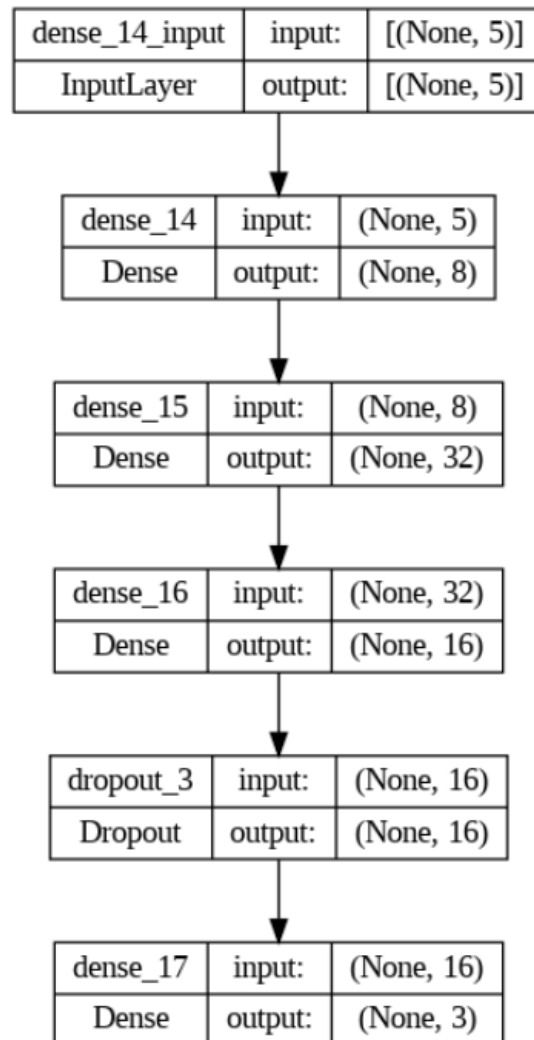 dense_14_input input: [(None, 5)]
InputLayer output: [(None, 5)]
dense_14 input: (None, 5)
Dense output: (None, 8)
dense_15 input: (None, 8)
Dense output: (None, 32)
dense_16 input: (None, 32)
Dense output: (None, 16)
dropout_3 input: (None, 16)
Dropout output: (None, 16)
dense_17 input: (None, 16)
Dense output: (None, 3)